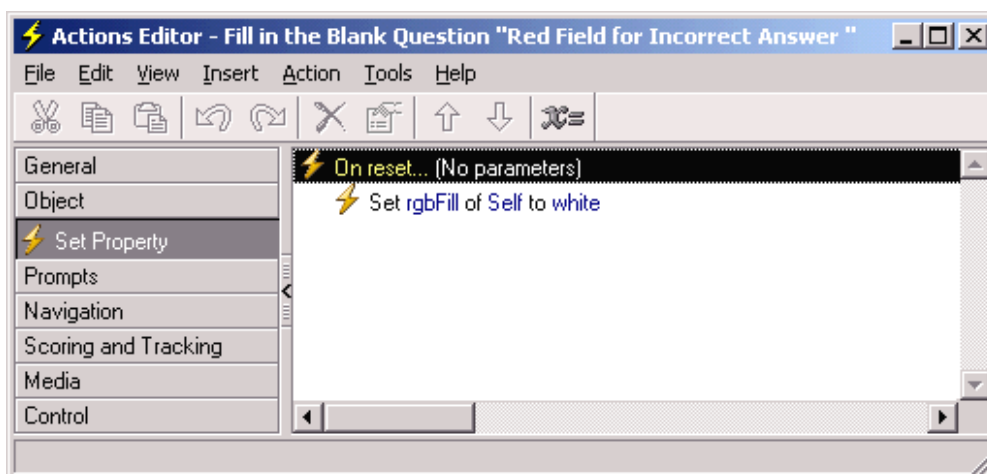 Actions Editor - Fill in the Blank Question "Red Field for Incorrect Answer "
File Edit View Insert Action Tools Help
General
Object
Set Property
Prompts
Navigation
Scoring and Tracking
Media
Control
On reset... (No parameters)
Set rgbFill of Self to white